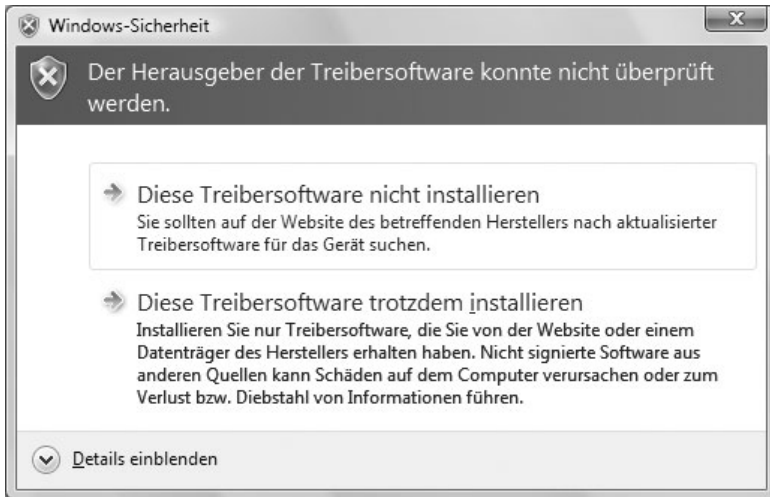 Windows-Sicherheit
Der Herausgeber der Treibersoftware konnte nicht überprüft
werden.
Diese Treibersoftware nicht installieren
Sie sollten auf der Website des betreffenden Herstellers nach aktualisierter
Treibersoftware für das Gerät suchen.
Diese Treibersoftware trotzdem installieren
Installieren Sie nur Treibersoftware, die Sie von der Website oder einem
Datenträger des Herstellers erhalten haben. Nicht signierte Software aus
anderen Quellen kann Schäden auf dem Computer verursachen oder zum
Verlust bzw. Diebstahl von Informationen führen.
Details einblenden